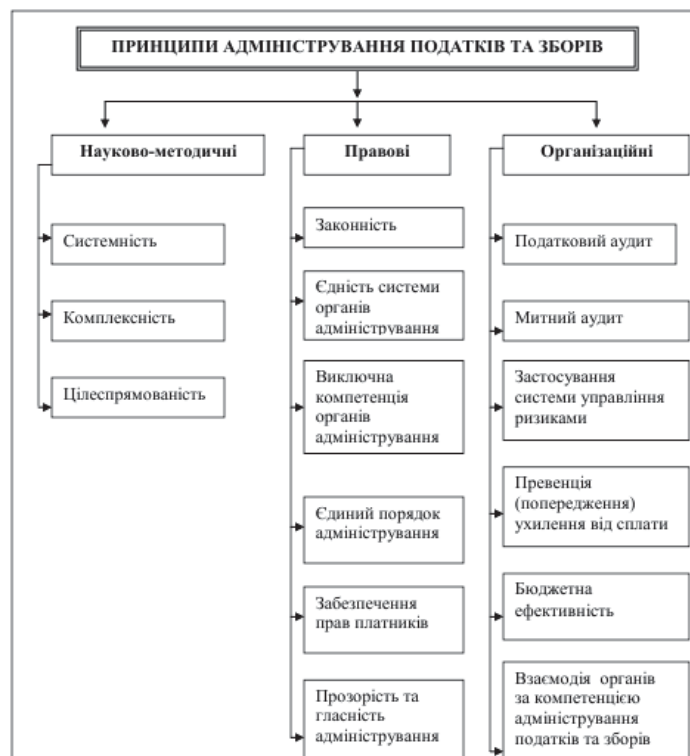 ПРИНЦИПИ АДМІНІСТРУВАННЯ ПОДАТКІВ ТА ЗБОРІВ
Науково-методичні
Системність
Комплексність
Цілеспрямованість
Правові
Законність
Єдність системи
органів
адміністрування
Виключна
компетенція
органів
адміністрування
Єдиний порядок
адміністрування
Забезпечення
прав платників
Прозорість та
гласність
адміністрування
Організаційні
Податковий аудит
Митний аудит
Застосування
системи управління
ризиками
Превенція
(попередження)
ухилення від сплати
Бюджетна
ефективність
Взаємодія органів
за компетенцією
адміністрування
податків та зборів